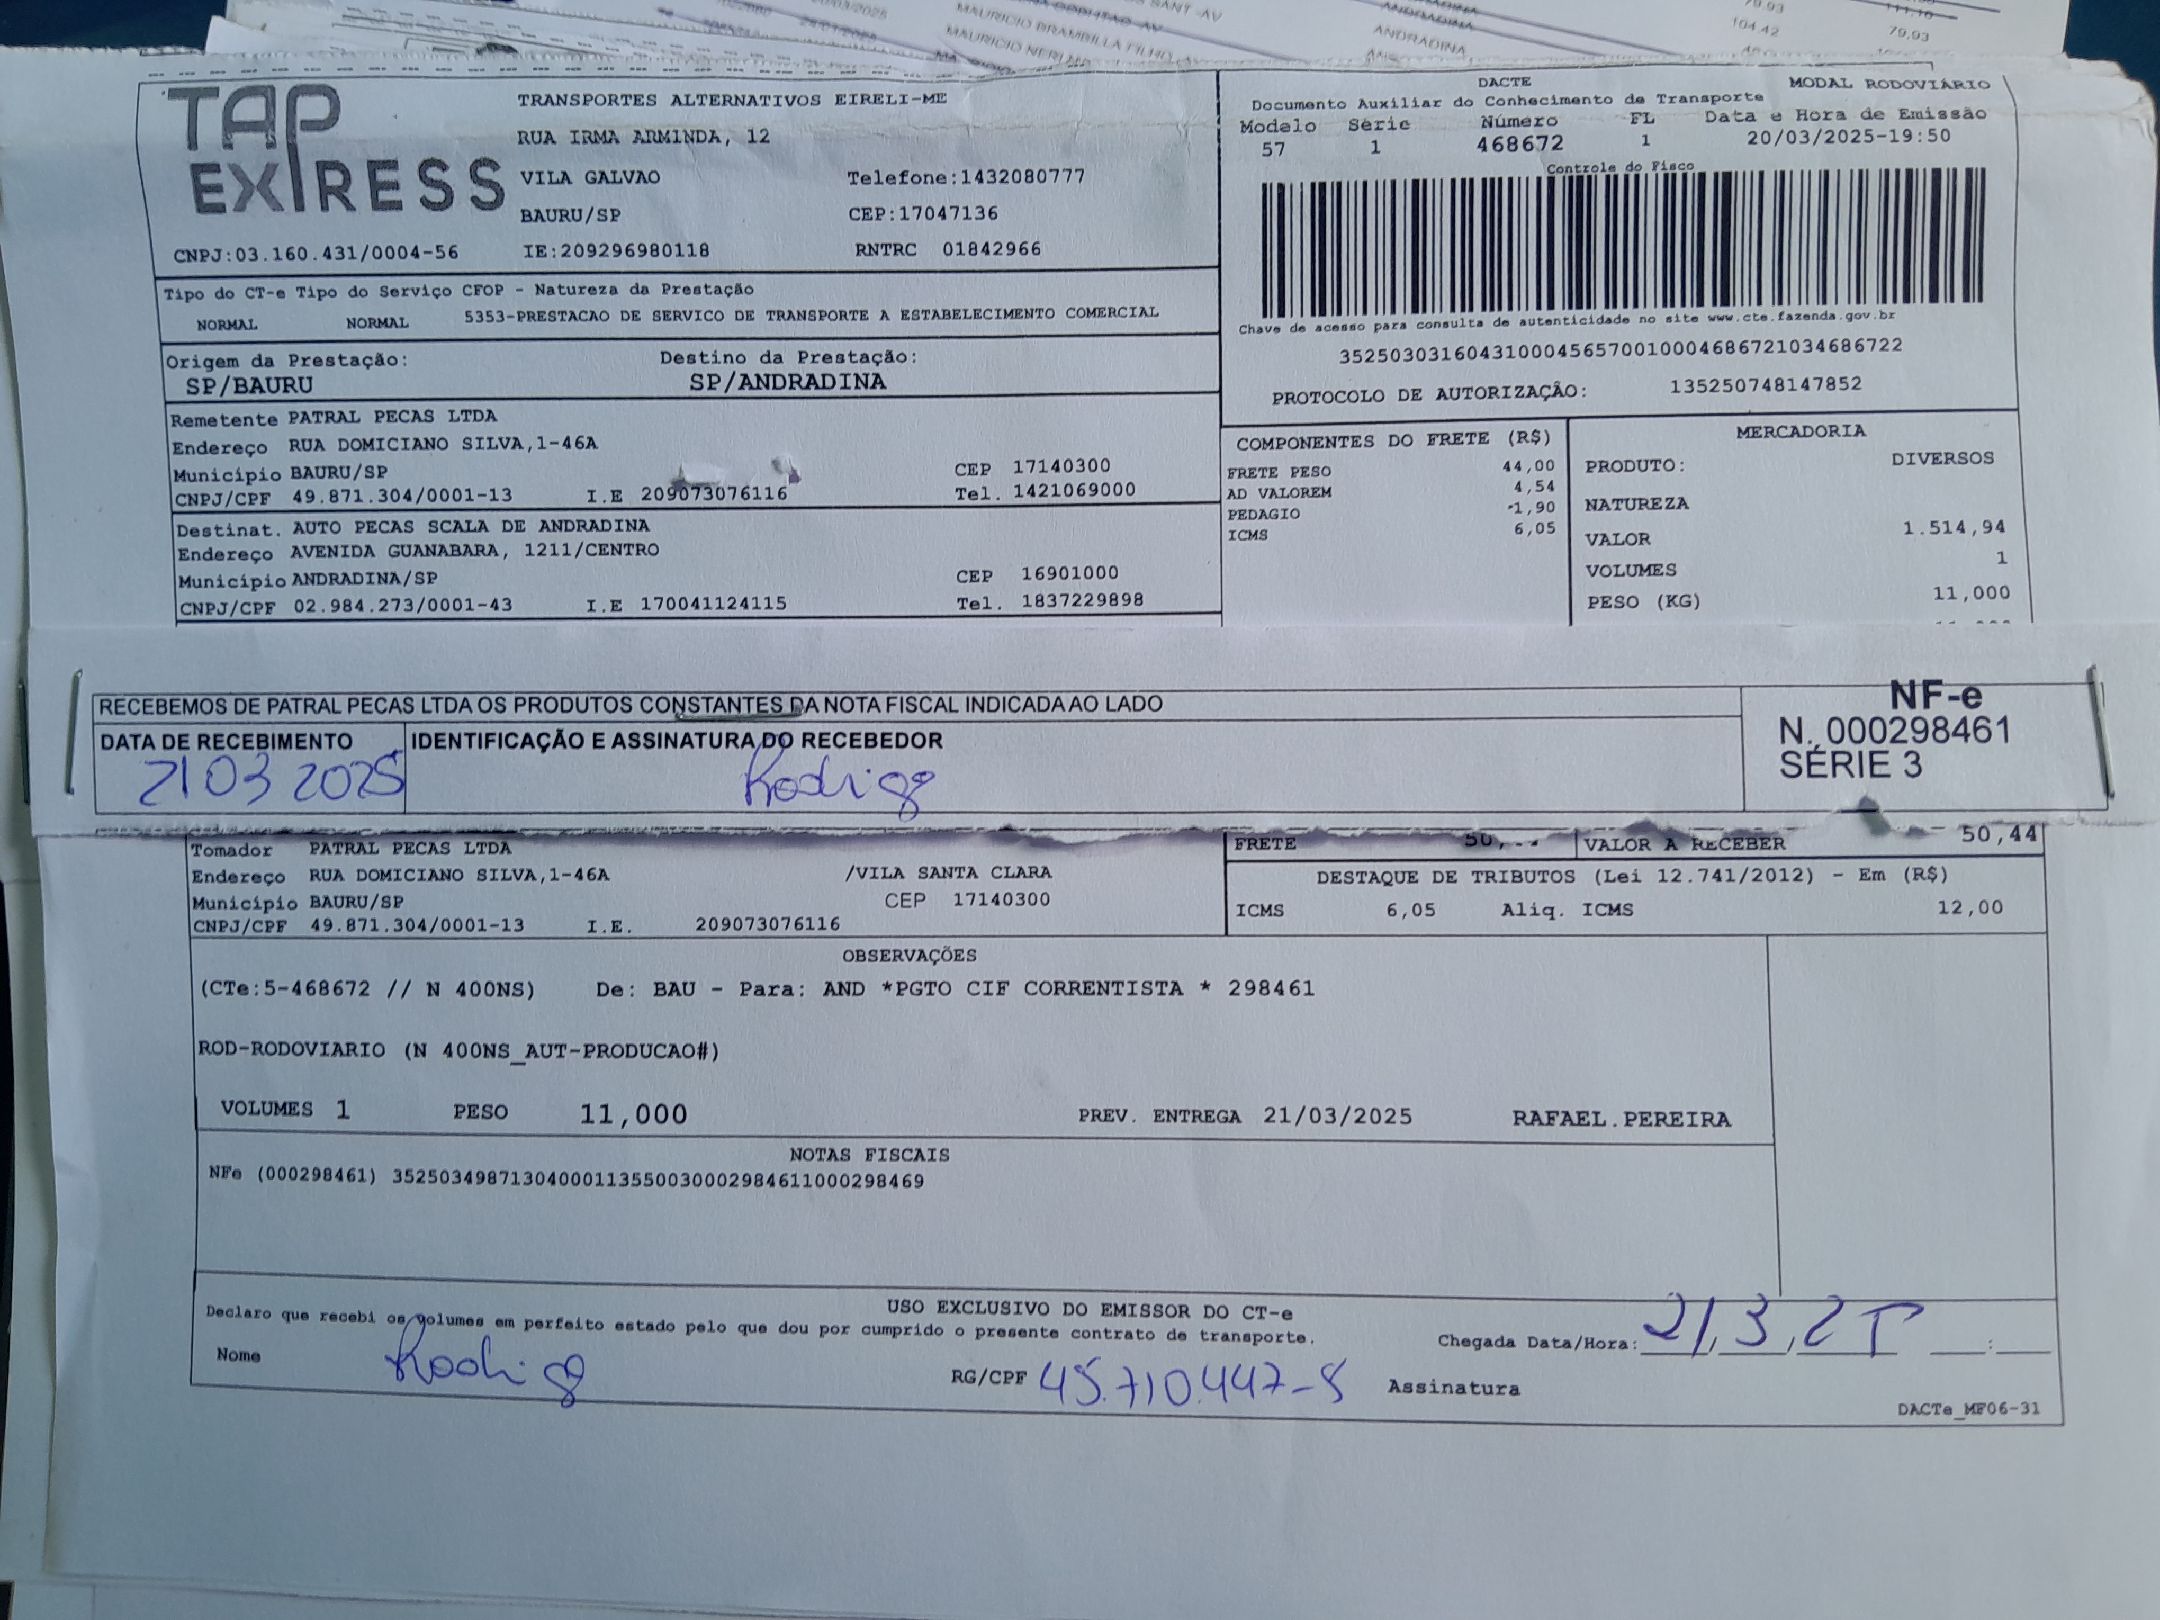 SANT -AV
MAURICIO BRAMBILLA FILHO
ANDRADINA
ANDRADINA
104,42
79,93
TAP EXPRESS
TRANSPORTES ALTERNATIVOS EIRELI-ME
RUA IRMA ARMINDA, 12
VILA GALVAO Telefone:1432080777
BAURU/SP CEP:17047136
CNPJ:03.160.431/0004-56 IE:209296980118 RNTRC 01842966
DACTE MODAL RODOVIÁRIO
Documento Auxiliar do Conhecimento de Transporte
Modelo Série Número FL Data e Hora de Emissão
57 1 468672 1 20/03/2025-19:50
Controle do Fisco
Chave de acesso para consulta de autenticidade no site www.cte.fazenda.gov.br
35250303160431000456570010004686721034686722
PROTOCOLO DE AUTORIZAÇÃO: 135250748147852
Tipo do CT-e Tipo do Serviço CFOP - Natureza da Prestação
NORMAL NORMAL 5353-PRESTACAO DE SERVICO DE TRANSPORTE A ESTABELECIMENTO COMERCIAL
Origem da Prestação: Destino da Prestação:
SP/BAURU SP/ANDRADINA
Remetente PATRAL PECAS LTDA
Endereço RUA DOMICIANO SILVA,1-46A
Município BAURU/SP CEP 17140300
CNPJ/CPF 49.871.304/0001-13 I.E 209073076116 Tel. 1421069000
Destinat. AUTO PECAS SCALA DE ANDRADINA
Endereço AVENIDA GUANABARA, 1211/CENTRO
Município ANDRADINA/SP CEP 16901000
CNPJ/CPF 02.984.273/0001-43 I.E 170041124115 Tel. 1837229898
COMPONENTES DO FRETE (R$)
FRETE PESO 44,00
AD VALOREM 4,54
PEDAGIO -1,90
ICMS 6,05
MERCADORIA
PRODUTO: DIVERSOS
NATUREZA
VALOR 1.514,94
VOLUMES 1
PESO (KG) 11,000
RECEBEMOS DE PATRAL PECAS LTDA OS PRODUTOS CONSTANTES DA NOTA FISCAL INDICADA AO LADO
DATA DE RECEBIMENTO IDENTIFICAÇÃO E ASSINATURA DO RECEBEDOR
21 03 2025 Rodrigo
NF-e
N. 000298461
SÉRIE 3
Tomador PATRAL PECAS LTDA
Endereço RUA DOMICIANO SILVA,1-46A /VILA SANTA CLARA
Município BAURU/SP CEP 17140300
CNPJ/CPF 49.871.304/0001-13 I.E. 209073076116
FRETE VALOR A RECEBER 50,44
DESTAQUE DE TRIBUTOS (Lei 12.741/2012) - Em (R$)
ICMS 6,05 Aliq. ICMS 12,00
OBSERVAÇÕES
(CTe:5-468672 // N 400NS) De: BAU - Para: AND *PGTO CIF CORRENTISTA * 298461
ROD-RODOVIARIO (N 400NS_AUT-PRODUCAO#)
VOLUMES 1 PESO 11,000 PREV. ENTREGA 21/03/2025 RAFAEL.PEREIRA
NOTAS FISCAIS
NFe (000298461) 35250349871304000113550030002984611000298469
USO EXCLUSIVO DO EMISSOR DO CT-e
Declaro que recebi os volumes em perfeito estado pelo que dou por cumprido o presente contrato de transporte.
Chegada Data/Hora: 21,3,25 :
Nome Rodrigo RG/CPF 45.710.447-8 Assinatura
DACTe_MF06-31